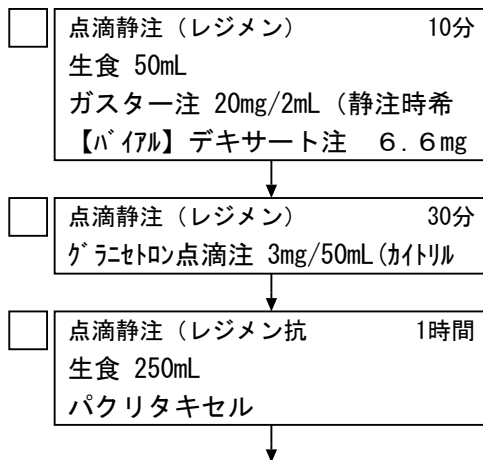 点滴静注（レジメン） 10分
生食 50mL
ガスター注 20mg/2mL（静注時希
【ﾊﾞｲｱﾙ】デキサート注　６.６mg
点滴静注（レジメン） 30分
ｸﾞﾗﾆｾﾄﾛﾝ点滴注 3mg/50mL(ｶｲﾄﾘﾙ
点滴静注（レジメン抗 1時間
生食 250mL
パクリタキセル